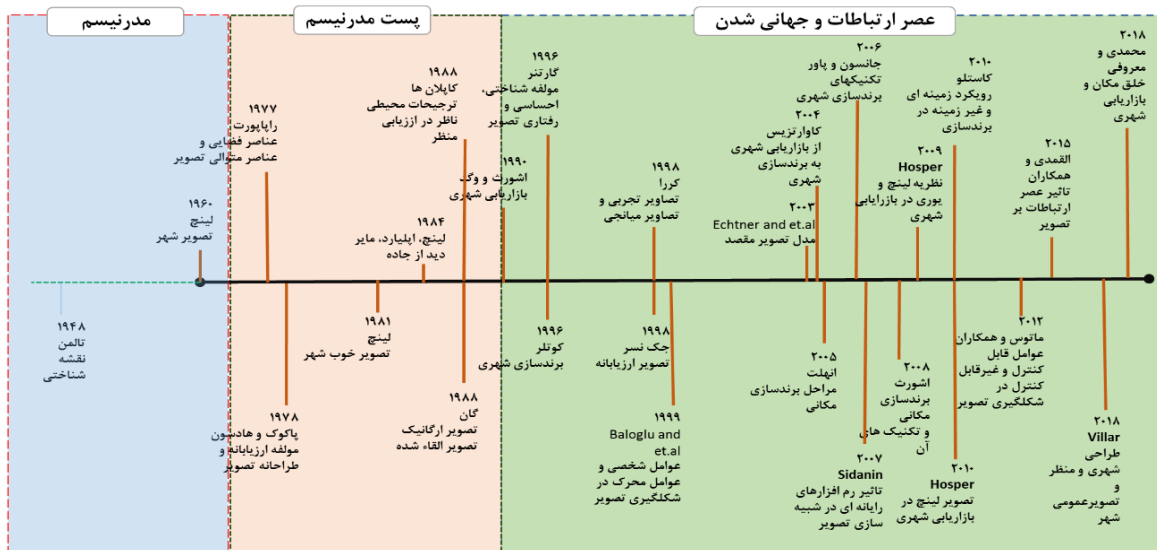 مدرنیسم
پست مدرنیسم
عصر ارتباطات و جهانی شدن
۱۹۴۸
تالمن
نقشه
شناختی
۱۹۶۰
لینچ
تصویر شهر
۱۹۷۷
راپاپورت
عناصر فضایی و
عناصر متوالی تصویر
۱۹۷۸
پاکوک و هادسون
مولفه ارزیابانه و
طراحانه تصویر
۱۹۸۱
لینچ
تصویر خوب شهر
۱۹۸۴
لینچ، اپلیارد، مایر
دید از جاده
۱۹۸۸
کاپلان ها
ترجیحات محیطی
ناظر در اززیابی
منظر
۱۹۸۸
گان
تصویر ارگانیک
تصویر القاء شده
۱۹۹۰
اشورث و وگد
بازاریابی شهری
۱۹۹۶
گارتنر
مولفه شناختی،
احساسی و
رفتاری تصویر
۱۹۹۶
کوتلر
برندسازی شهری
۱۹۹۸
کررا
تصاویر تجربی و
تصاویر میانجی
۱۹۹۸
جک نسر
تصویر ارزیابانه
۱۹۹۹
Baloglu and
et.al
عوامل شخصی و
عوامل محرک در
شکلگیری تصویر
۲۰۰۳
Echtner and et.al
مدل تصویر مقصد
۲۰۰۴
کاوارتزیس
از بازاریابی شهری
به برندسازی
شهری
۲۰۰۵
انهلت
مراحل برندسازی
مکانی
۲۰۰۶
جانسون و پاور
تکنیکهای
برندسازی شهری
۲۰۰۷
Sidanin
تاثیر رم افزارهای
رایانه ای در شبیه
سازی تصویر
۲۰۰۸
اشورث
برندسازی
مکانی
و تکنیک های
آن
۲۰۰۹
Hosper
نظریه لینچ و
یوری در بازارایابی
شهری
۲۰۱۰
کاستلو
رویکرد زمینه ای
و غیر زمینه در
برندسازی
۲۰۱۰
Hosper
تصویر لینچ در
بازاریابی شهری
۲۰۱۲
ماتوس و همکاران
عوامل قابل
کنترل و غیرقابل
کنترل در
شکلگیری تصویر
۲۰۱۵
القمدی و
همکاران
تاثیر عصر
ارتباطات بر
تصویر
۲۰۱۸
محمدی و
معروفی
خلق مکان و
بازاریابی
شهری
۲۰۱۸
Villar
طراحی
شهری و منظر
و
تصویرعمومی
شهر